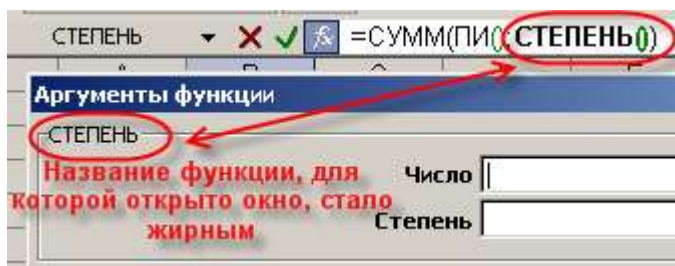 СТЕПЕНЬ =СУММ(ПИ();СТЕПЕНЬ())
Аргументы функции
СТЕПЕНЬ
Название функции, для которой открыто окно, стало жирным
Число
Степень